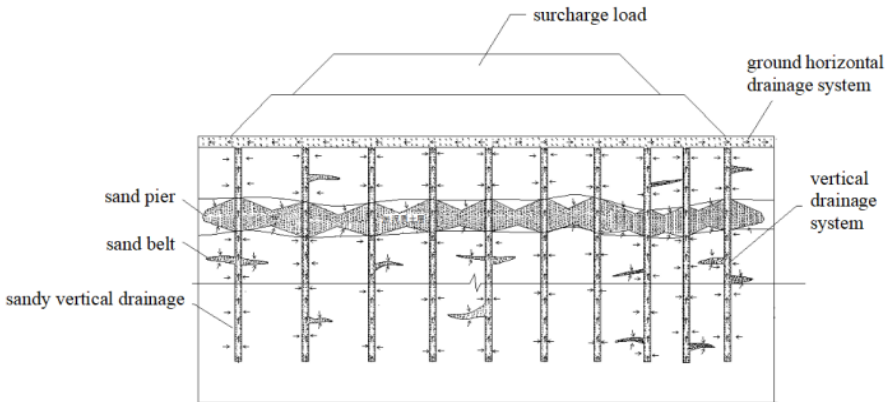 surcharge load
ground horizontal
drainage system
sand pier
sand belt
sandy vertical drainage
vertical
drainage
system